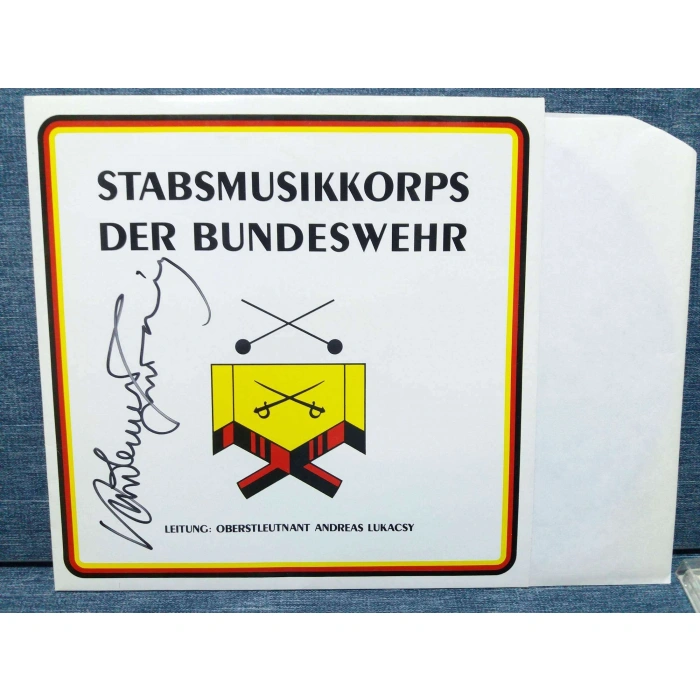 STABSMUSIKKORPS
DER BUNDESWEHR
LEITUNG: OBERSTLEUTNANT ANDREAS LUKACSY